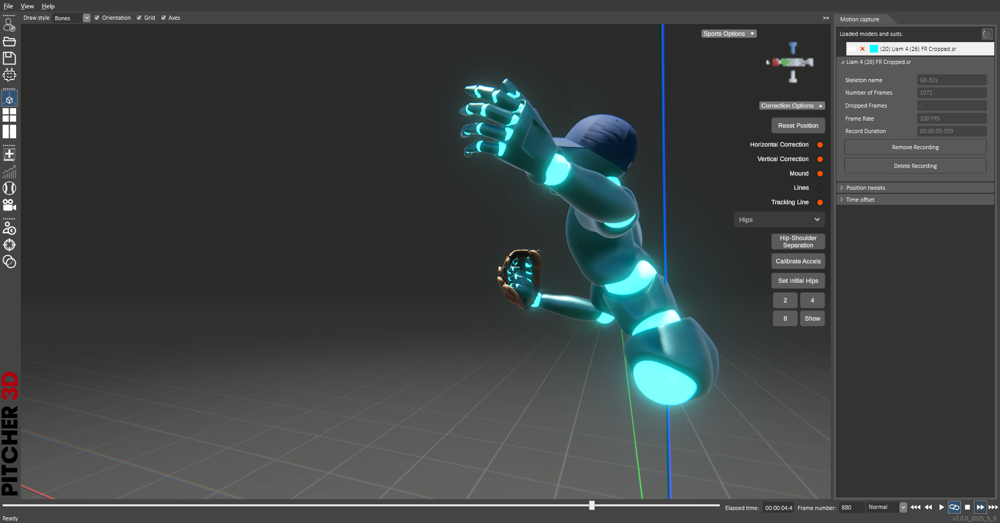 File View Help
Draw style Bones Orientation Grid Axes >>
Motion capture
Loaded models and suits:
(20) Liam 4 (26) FR Cropped.sr
Liam 4 (26) FR Cropped.sr
Skeleton name G6-32s
Number of Frames 1072
Dropped Frames 0
Frame Rate 200 FPS
Record Duration 00:00:05:359
Remove Recording
Delete Recording
Position tweaks
Time offset
Sports Options
Correction Options
Reset Position
Horizontal Correction
Vertical Correction
Mound
Lines
Tracking Line
Hips
Hip-Shoulder
Separation
Calibrate Accels
Set Initial Hips
2 4
8 Show
PITCHER 3D
Elapsed time: 00:00:04:4 Frame number: 880 Normal
Ready
v2.0.0_2025_5_6